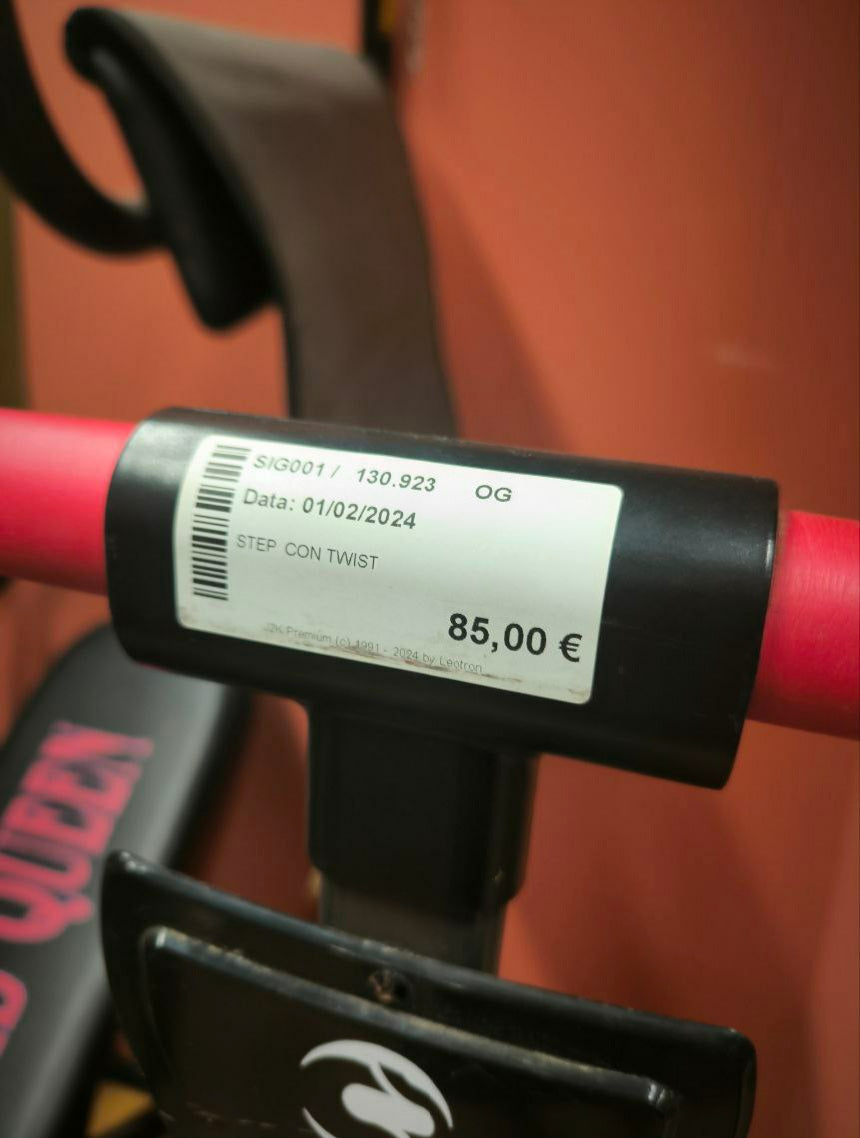 SIG001 / 130.923 OG
Data: 01/02/2024
STEP CON TWIST
85,00 €
J2K Premium (c) 1991 - 2024 by Leotron
QUEEN